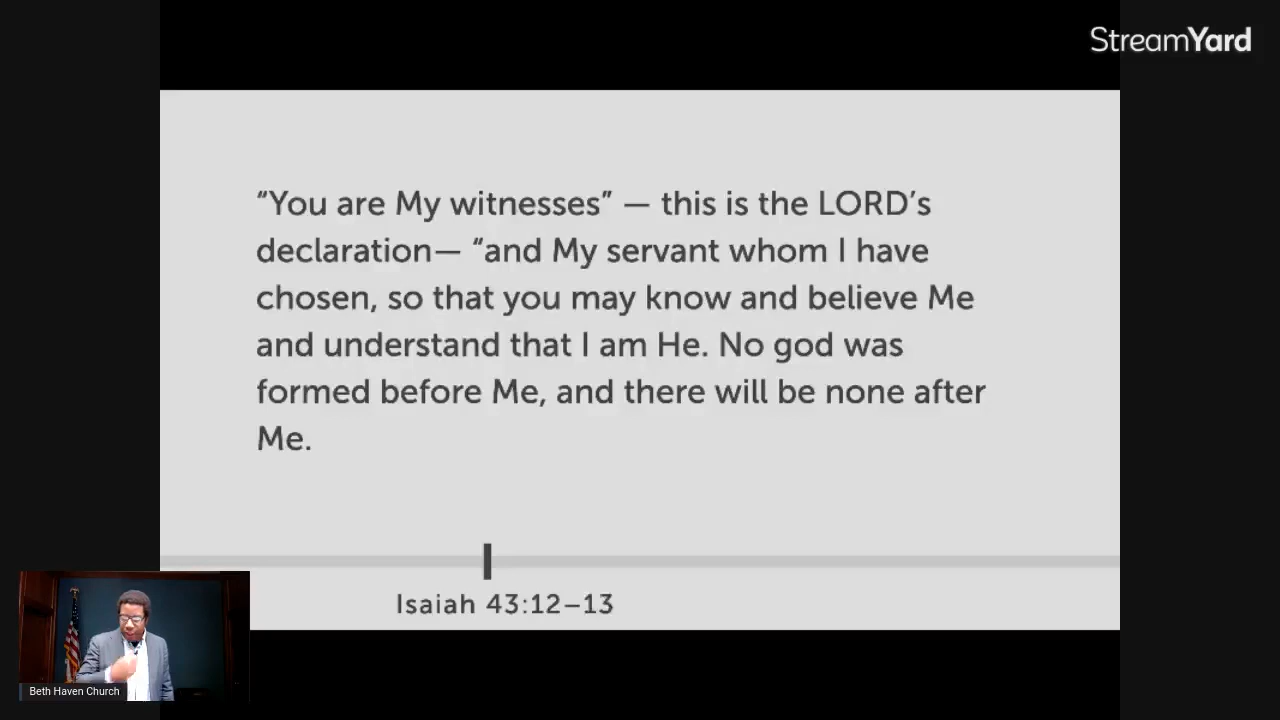 StreamYard
“You are My witnesses” — this is the LORD’s
declaration— “and My servant whom I have
chosen, so that you may know and believe Me
and understand that I am He. No god was
formed before Me, and there will be none after
Me.
Isaiah 43:12–13
Beth Haven Church